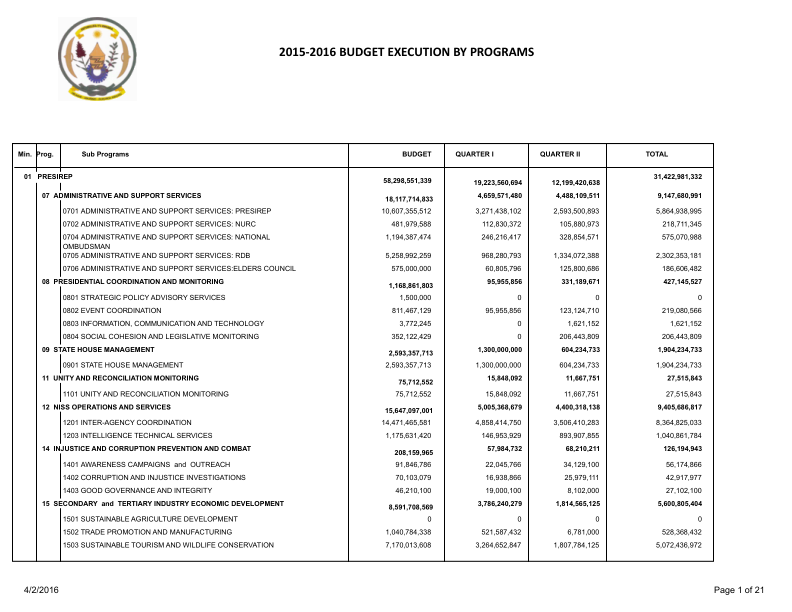 2015-2016 BUDGET EXECUTION BY PROGRAMS
Min. Prog. Sub Programs BUDGET QUARTER I QUARTER II TOTAL
01 PRESIREP 58,298,551,339 19,223,560,694 12,199,420,638 31,422,981,332
07 ADMINISTRATIVE AND SUPPORT SERVICES 18,117,714,833 4,659,571,480 4,488,109,511 9,147,680,991
0701 ADMINISTRATIVE AND SUPPORT SERVICES: PRESIREP 10,607,355,512 3,271,438,102 2,593,500,893 5,864,938,995
0702 ADMINISTRATIVE AND SUPPORT SERVICES: NURC 481,979,588 112,830,372 105,880,973 218,711,345
0704 ADMINISTRATIVE AND SUPPORT SERVICES: NATIONAL 1,194,387,474 246,216,417 328,854,571 575,070,988
OMBUDSMAN
0705 ADMINISTRATIVE AND SUPPORT SERVICES: RDB 5,258,992,259 968,280,793 1,334,072,388 2,302,353,181
0706 ADMINISTRATIVE AND SUPPORT SERVICES:ELDERS COUNCIL 575,000,000 60,805,796 125,800,686 186,606,482
08 PRESIDENTIAL COORDINATION AND MONITORING 1,168,861,803 95,955,856 331,189,671 427,145,527
0801 STRATEGIC POLICY ADVISORY SERVICES 1,500,000 0 0 0
0802 EVENT COORDINATION 811,467,129 95,955,856 123,124,710 219,080,566
0803 INFORMATION, COMMUNICATION AND TECHNOLOGY 3,772,245 0 1,621,152 1,621,152
0804 SOCIAL COHESION AND LEGISLATIVE MONITORING 352,122,429 0 206,443,809 206,443,809
09 STATE HOUSE MANAGEMENT 2,593,357,713 1,300,000,000 604,234,733 1,904,234,733
0901 STATE HOUSE MANAGEMENT 2,593,357,713 1,300,000,000 604,234,733 1,904,234,733
11 UNITY AND RECONCILIATION MONITORING 75,712,552 15,848,092 11,667,751 27,515,843
1101 UNITY AND RECONCILIATION MONITORING 75,712,552 15,848,092 11,667,751 27,515,843
12 NISS OPERATIONS AND SERVICES 15,647,097,001 5,005,368,679 4,400,318,138 9,405,686,817
1201 INTER-AGENCY COORDINATION 14,471,465,581 4,858,414,750 3,506,410,283 8,364,825,033
1203 INTELLIGENCE TECHNICAL SERVICES 1,175,631,420 146,953,929 893,907,855 1,040,861,784
14 INJUSTICE AND CORRUPTION PREVENTION AND COMBAT 208,159,965 57,984,732 68,210,211 126,194,943
1401 AWARENESS CAMPAIGNS and OUTREACH 91,846,786 22,045,766 34,129,100 56,174,866
1402 CORRUPTION AND INJUSTICE INVESTIGATIONS 70,103,079 16,938,866 25,979,111 42,917,977
1403 GOOD GOVERNANCE AND INTEGRITY 46,210,100 19,000,100 8,102,000 27,102,100
15 SECONDARY and TERTIARY INDUSTRY ECONOMIC DEVELOPMENT 8,591,708,569 3,786,240,279 1,814,565,125 5,600,805,404
1501 SUSTAINABLE AGRICULTURE DEVELOPMENT 0 0 0 0
1502 TRADE PROMOTION AND MANUFACTURING 1,040,784,338 521,587,432 6,781,000 528,368,432
1503 SUSTAINABLE TOURISM AND WILDLIFE CONSERVATION 7,170,013,608 3,264,652,847 1,807,784,125 5,072,436,972
4/2/2016 Page 1 of 21